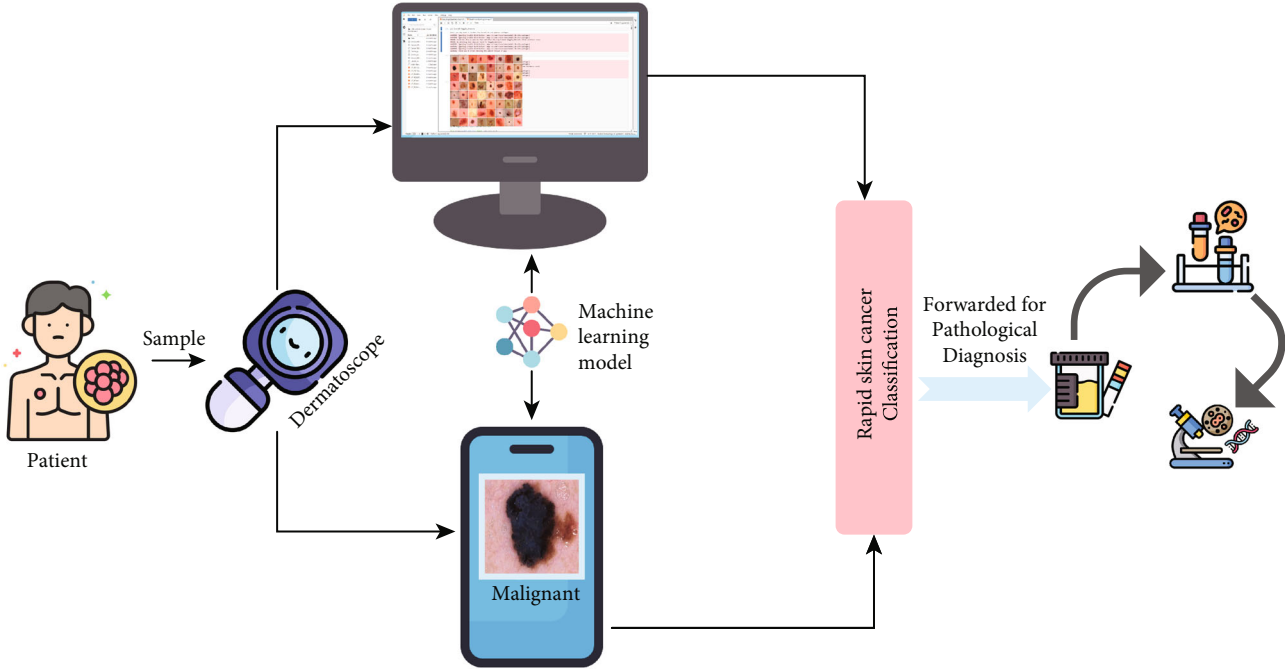 Patient
Sample
Dermatoscope
Machine
learning
model
Malignant
Rapid skin cancer
Classification
Forwarded for
Pathological
Diagnosis